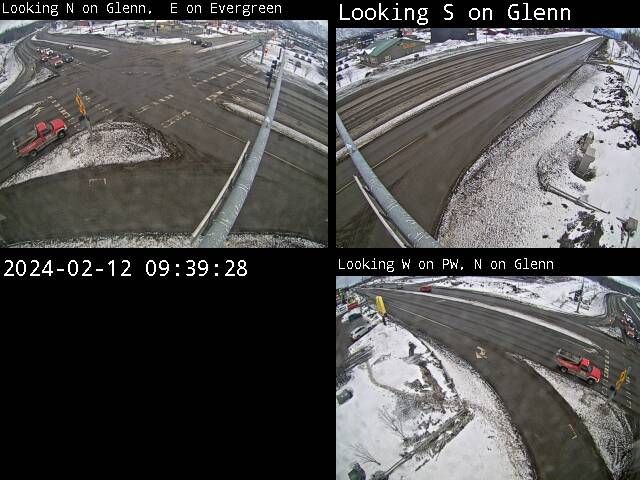 Looking N on Glenn,  E on Evergreen
Looking S on Glenn
2024-02-12 09:39:28
Looking W on PW, N on Glenn